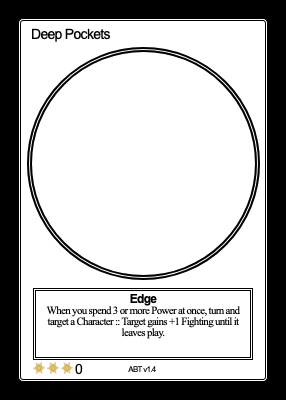 Deep Pockets
Edge
When you spend 3 or more Power at once, turn and
target a Character :: Target gains +1 Fighting until it
leaves play.
0
ABT v1.4